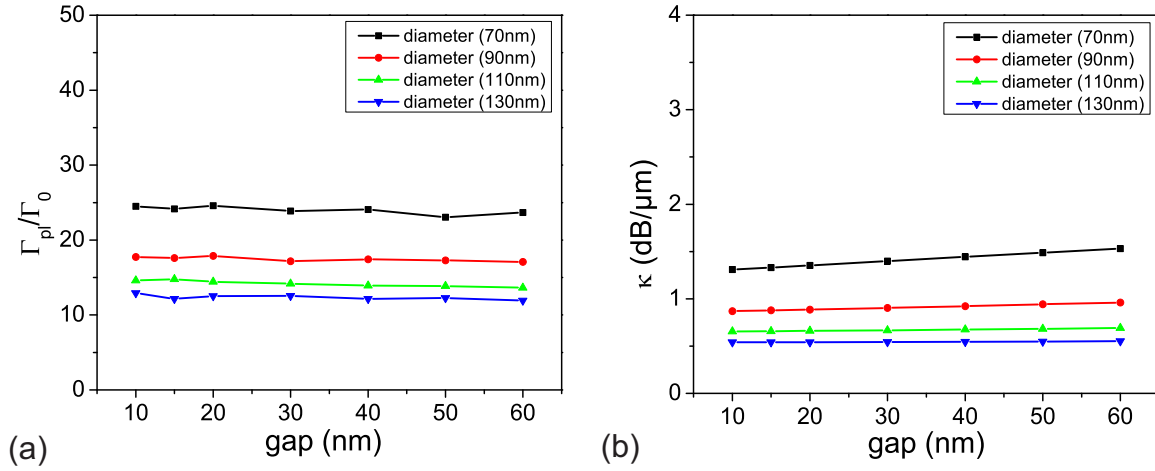 50
40
30
20
10
0
Γpl/Γ0
diameter (70nm)
diameter (90nm)
diameter (110nm)
diameter (130nm)
10 20 30 40 50 60
gap (nm)
(a)
4
3
2
1
0
κ (dB/μm)
diameter (70nm)
diameter (90nm)
diameter (110nm)
diameter (130nm)
10 20 30 40 50 60
gap (nm)
(b)